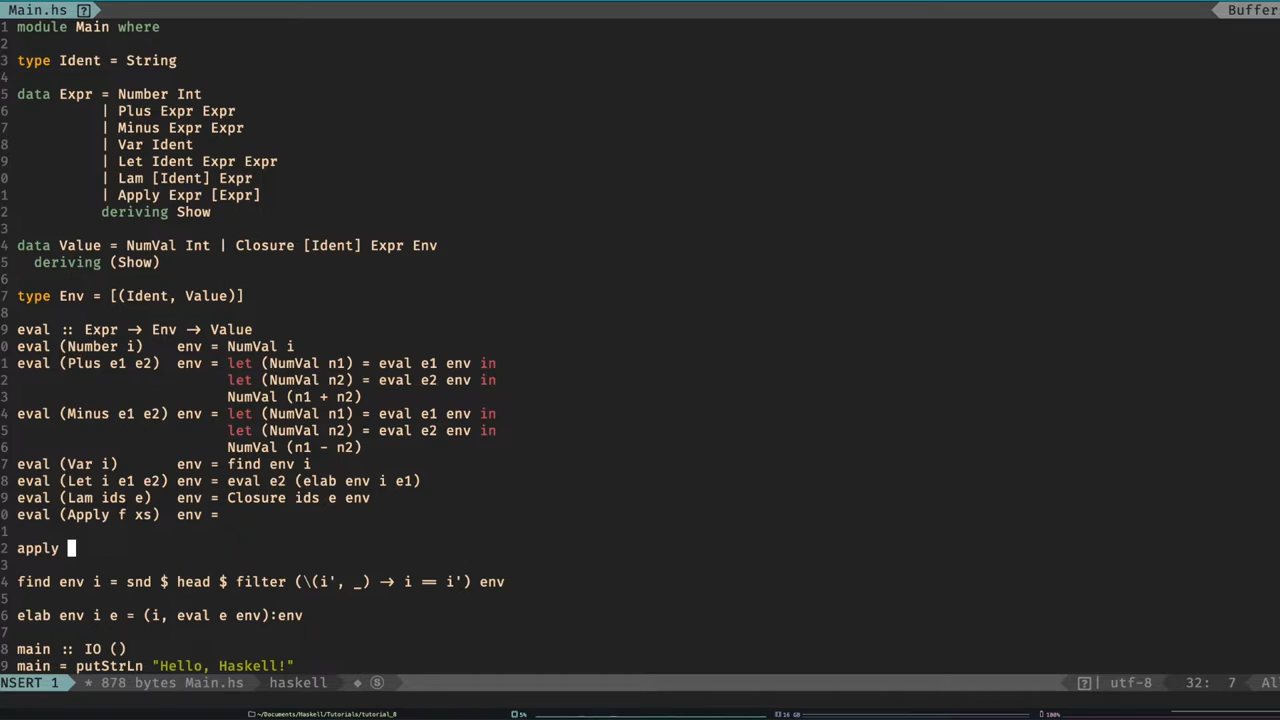 Main.hs ?
Buffer
1 module Main where
2
3 type Ident = String
4
5 data Expr = Number Int
6 | Plus Expr Expr
7 | Minus Expr Expr
8 | Var Ident
9 | Let Ident Expr Expr
0 | Lam [Ident] Expr
1 | Apply Expr [Expr]
2 deriving Show
3
4 data Value = NumVal Int | Closure [Ident] Expr Env
5 deriving (Show)
6
7 type Env = [(Ident, Value)]
8
9 eval :: Expr → Env → Value
0 eval (Number i) env = NumVal i
1 eval (Plus e1 e2) env = let (NumVal n1) = eval e1 env in
2 let (NumVal n2) = eval e2 env in
3 NumVal (n1 + n2)
4 eval (Minus e1 e2) env = let (NumVal n1) = eval e1 env in
5 let (NumVal n2) = eval e2 env in
6 NumVal (n1 - n2)
7 eval (Var i) env = find env i
8 eval (Let i e1 e2) env = eval e2 (elab env i e1)
9 eval (Lam ids e) env = Closure ids e env
0 eval (Apply f xs) env =
1
2 apply
3
4 find env i = snd $ head $ filter (\(i', _) → i == i') env
5
6 elab env i e = (i, eval e env):env
7
8 main :: IO ()
9 main = putStrLn "Hello, Haskell!"
NSERT 1 * 878 bytes Main.hs haskell ◆ Ⓢ ? utf-8 32: 7 Al
~/Documents/Haskell/Tutorials/tutorial_8 5% 16 GB 100%